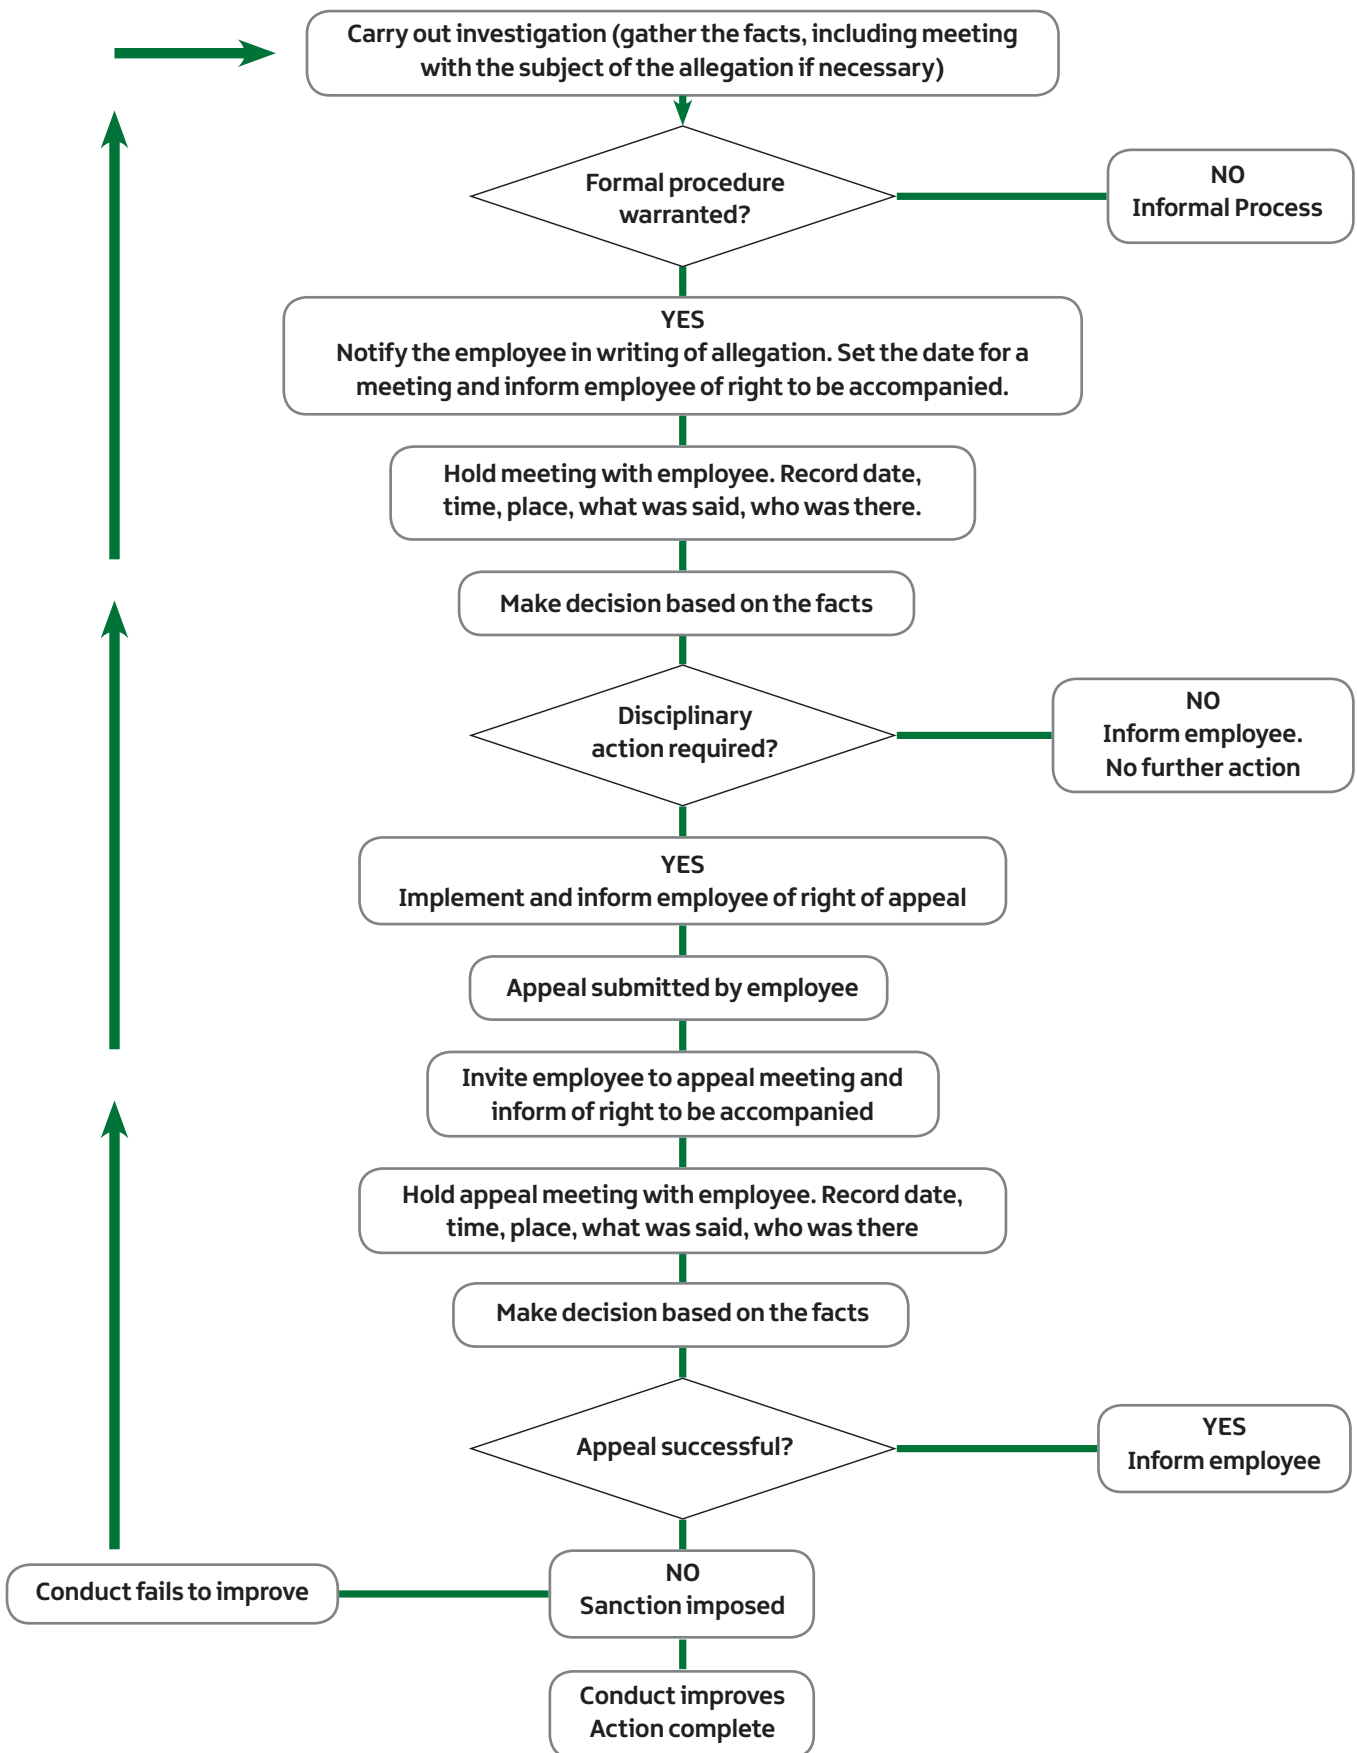 Carry out investigation (gather the facts, including meeting
with the subject of the allegation if necessary)
Formal procedure
warranted?
NO
Informal Process
YES
Notify the employee in writing of allegation. Set the date for a
meeting and inform employee of right to be accompanied.
Hold meeting with employee. Record date,
time, place, what was said, who was there.
Make decision based on the facts
Disciplinary
action required?
NO
Inform employee.
No further action
YES
Implement and inform employee of right of appeal
Appeal submitted by employee
Invite employee to appeal meeting and
inform of right to be accompanied
Hold appeal meeting with employee. Record date,
time, place, what was said, who was there
Make decision based on the facts
Appeal successful?
YES
Inform employee
NO
Sanction imposed
Conduct fails to improve
Conduct improves
Action complete